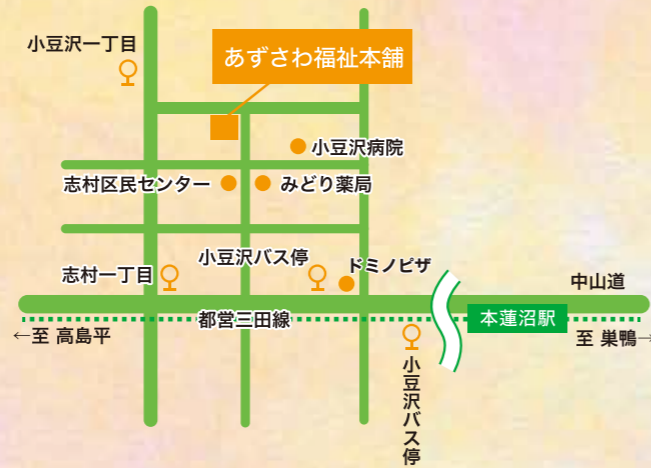 小豆沢一丁目
あずさわ福祉本舗
小豆沢病院
志村区民センター
みどり薬局
小豆沢バス停
志村一丁目
ドミノピザ
中山道
都営三田線
本蓮沼駅
←至 高島平
至 巣鴨→
小豆沢バス停